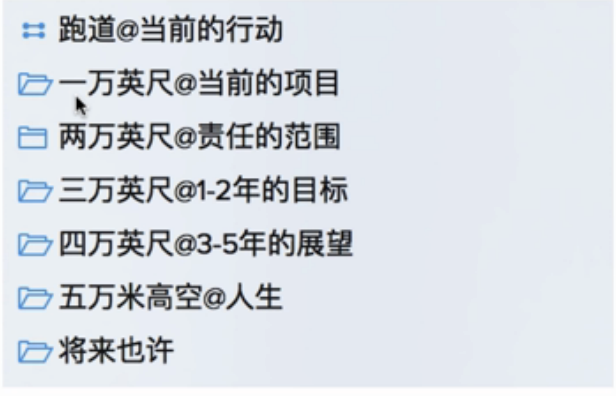 跑道@当前的行动
一万英尺@当前的项目
两万英尺@责任的范围
三万英尺@1-2年的目标
四万英尺@3-5年的展望
五万米高空@人生
将来也许